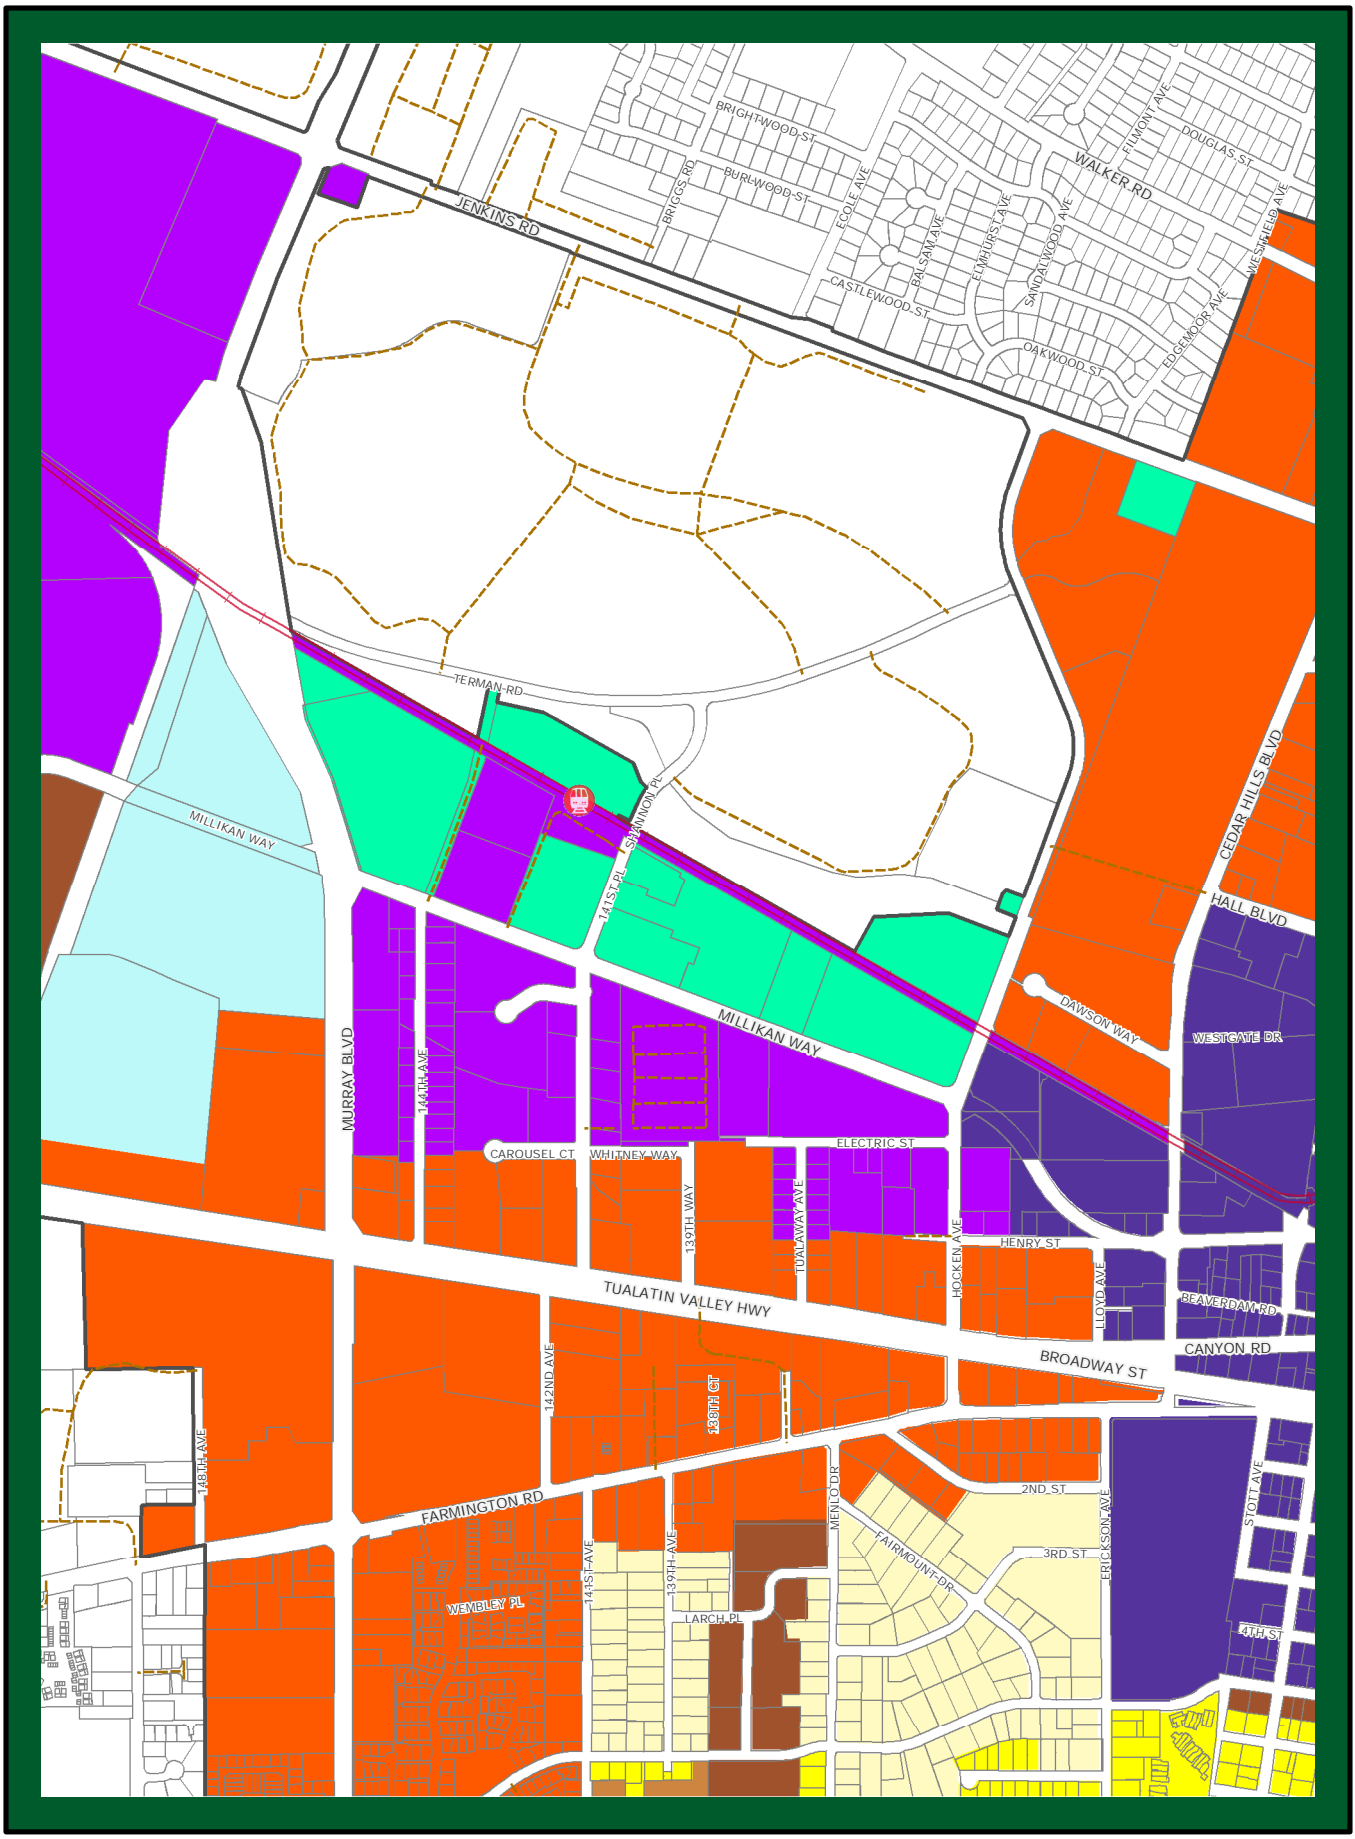 BRIGHTWOOD ST
BURLWOOD ST
BRIGGS RD
ECOLE AVE
WALKER RD
FILMONT AVE
DOUGLAS ST
WESTFIELD AVE
JENKINS RD
BALSAM AVE
ELMHURST AVE
SANDALWOOD AVE
CASTLEWOOD ST
OAKWOOD ST
EDGEMOOR AVE
TERMAN RD
SHANNON PL
141ST PL
MILLIKAN WAY
CEDAR HILLS BLVD
HALL BLVD
DAWSON WAY
WESTGATE DR
MILLIKAN WAY
MURRAY BLVD
144TH AVE
CAROUSEL CT
WHITNEY WAY
ELECTRIC ST
139TH WAY
TUALAWAY AVE
HOCKEN AVE
HENRY ST
LLOYD AVE
BEAVERDAM RD
TUALATIN VALLEY HWY
BROADWAY ST
CANYON RD
142ND AVE
138TH CT
148TH AVE
FARMINGTON RD
MENLO DR
2ND ST
ERICKSON AVE
STOTT AVE
141ST AVE
139TH AVE
FAIRMOUNT DR
3RD ST
WEMBLEY PL
LARCH PL
4TH ST